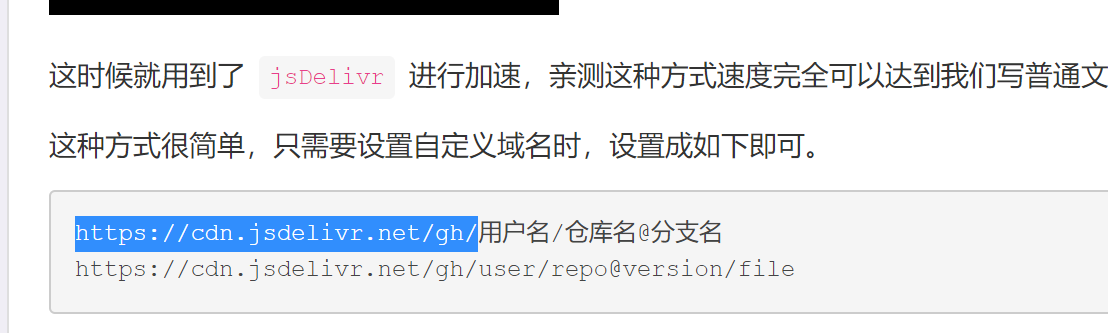 这时候就用到了 jsDelivr 进行加速，亲测这种方式速度完全可以达到我们写普通文
这种方式很简单，只需要设置自定义域名时，设置成如下即可。
https://cdn.jsdelivr.net/gh/用户名/仓库名@分支名
https://cdn.jsdelivr.net/gh/user/repo@version/file